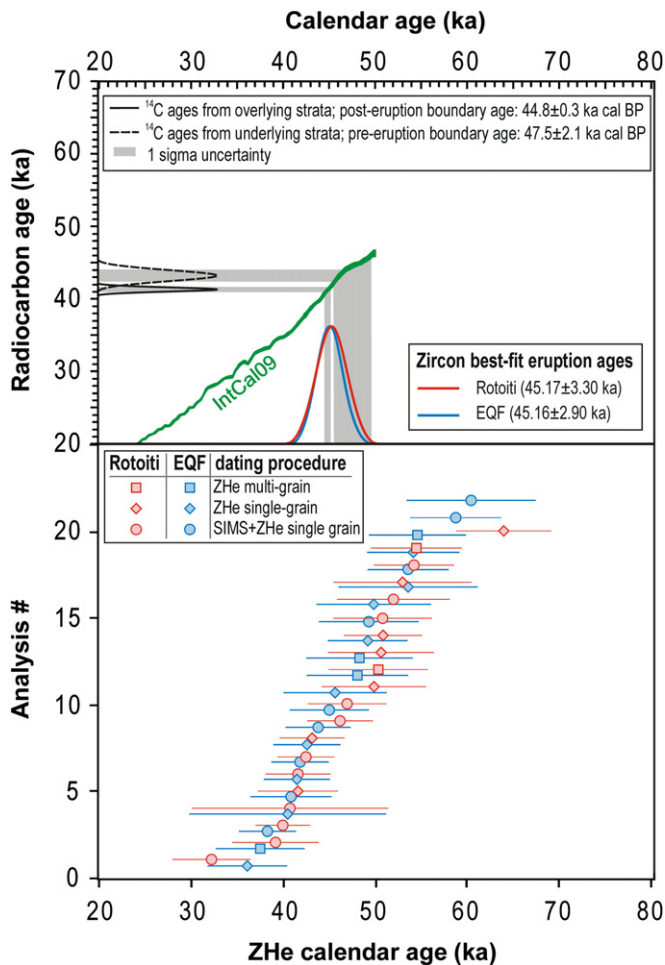 Calendar age (ka)
20 30 40 50 60 70 80
70
60
50
40
30
20
Radiocarbon age (ka)
¹⁴C ages from overlying strata; post-eruption boundary age: 44.8±0.3 ka cal BP
¹⁴C ages from underlying strata; pre-eruption boundary age: 47.5±2.1 ka cal BP
1 sigma uncertainty
IntCal09
Zircon best-fit eruption ages
Rotoiti (45.17±3.30 ka)
EQF (45.16±2.90 ka)
Rotoiti EQF dating procedure
ZHe multi-grain
ZHe single-grain
SIMS+ZHe single grain
20
15
10
5
0
Analysis #
20 30 40 50 60 70 80
ZHe calendar age (ka)